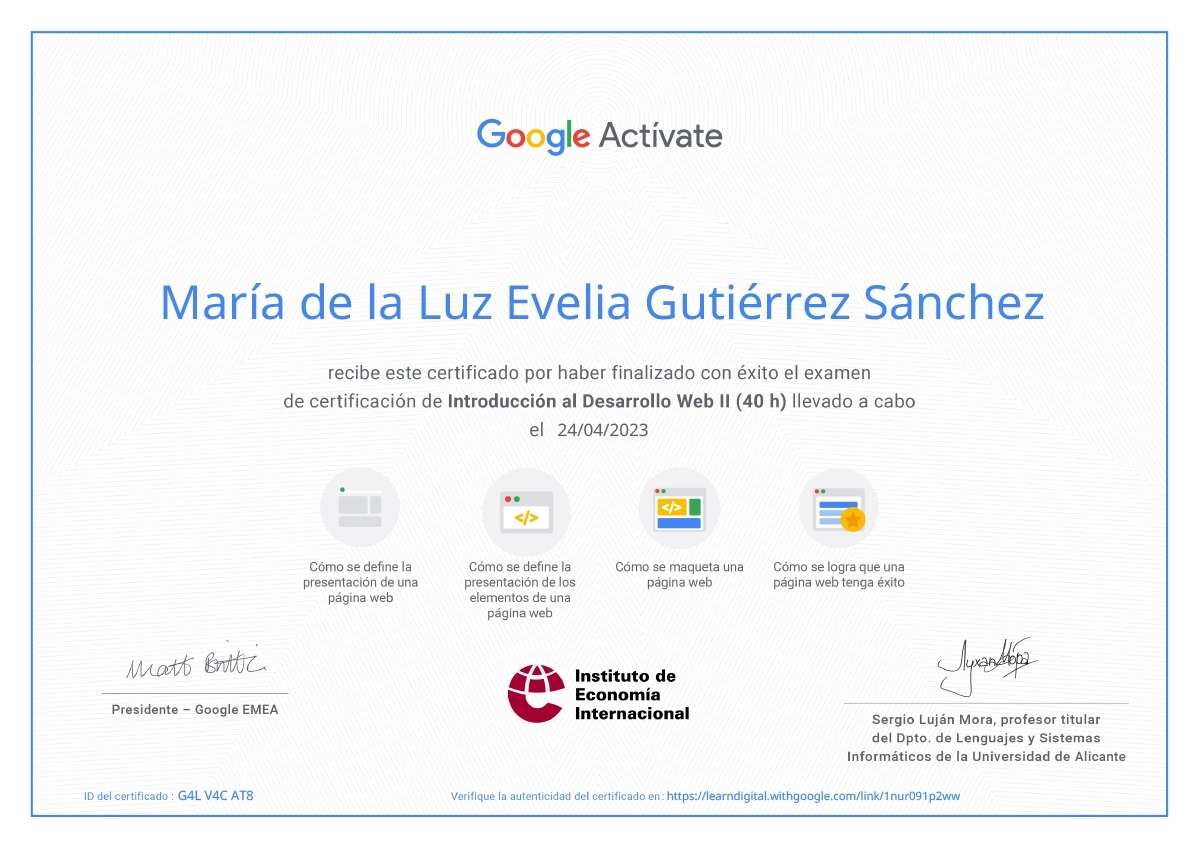 Google Actívate
María de la Luz Evelia Gutiérrez Sánchez
recibe este certificado por haber finalizado con éxito el examen
de certificación de Introducción al Desarrollo Web II (40 h) llevado a cabo
el 24/04/2023
</>
</>
Cómo se define la
presentación de una
página web
Cómo se define la
presentación de los
elementos de una
página web
Cómo se maqueta una
página web
Cómo se logra que una
página web tenga éxito
Matt Brittin
Presidente – Google EMEA
Instituto de
Economía
Internacional
Sergio Luján Mora, profesor titular
del Dpto. de Lenguajes y Sistemas
Informáticos de la Universidad de Alicante
ID del certificado : G4L V4C AT8
Verifique la autenticidad del certificado en: https://learndigital.withgoogle.com/link/1nur091p2ww